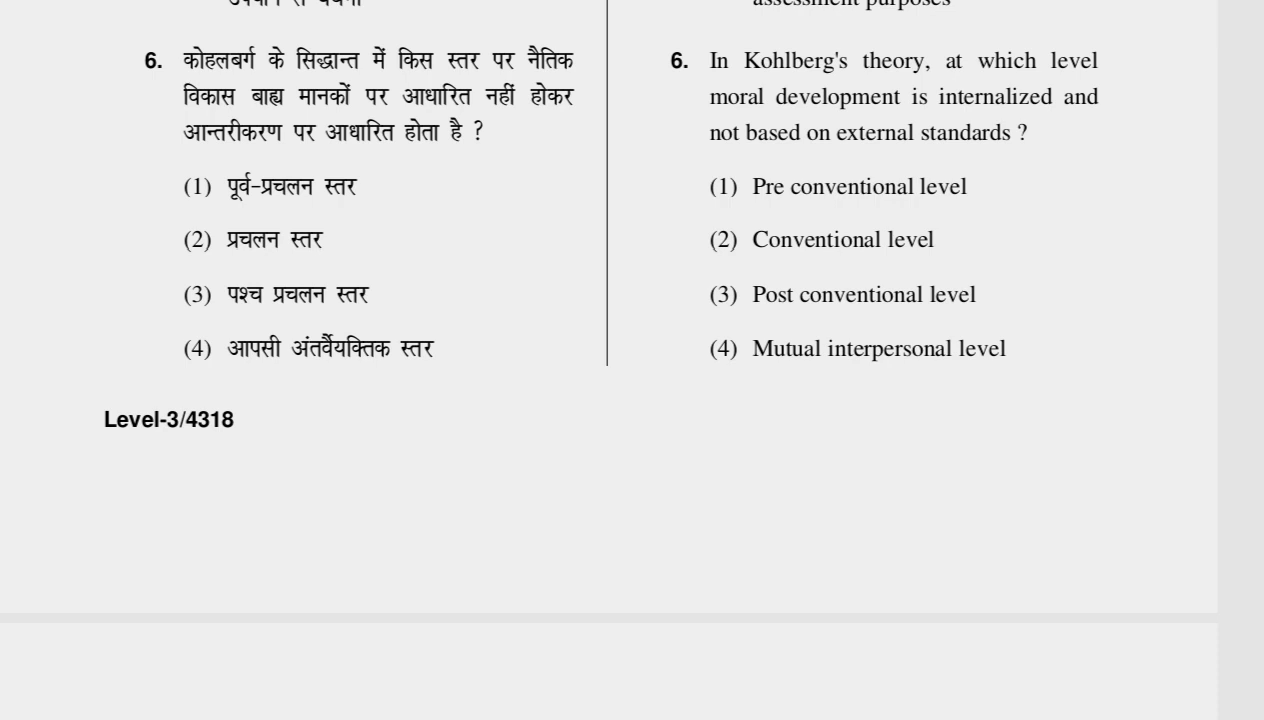 6. कोहलबर्ग के सिद्धान्त में किस स्तर पर नैतिक
विकास बाह्य मानकों पर आधारित नहीं होकर
आन्तरीकरण पर आधारित होता है ?
(1) पूर्व-प्रचलन स्तर
(2) प्रचलन स्तर
(3) पश्च प्रचलन स्तर
(4) आपसी अंतर्वैयक्तिक स्तर
assessment purposes
6. In Kohlberg's theory, at which level
moral development is internalized and
not based on external standards ?
(1) Pre conventional level
(2) Conventional level
(3) Post conventional level
(4) Mutual interpersonal level
Level-3/4318